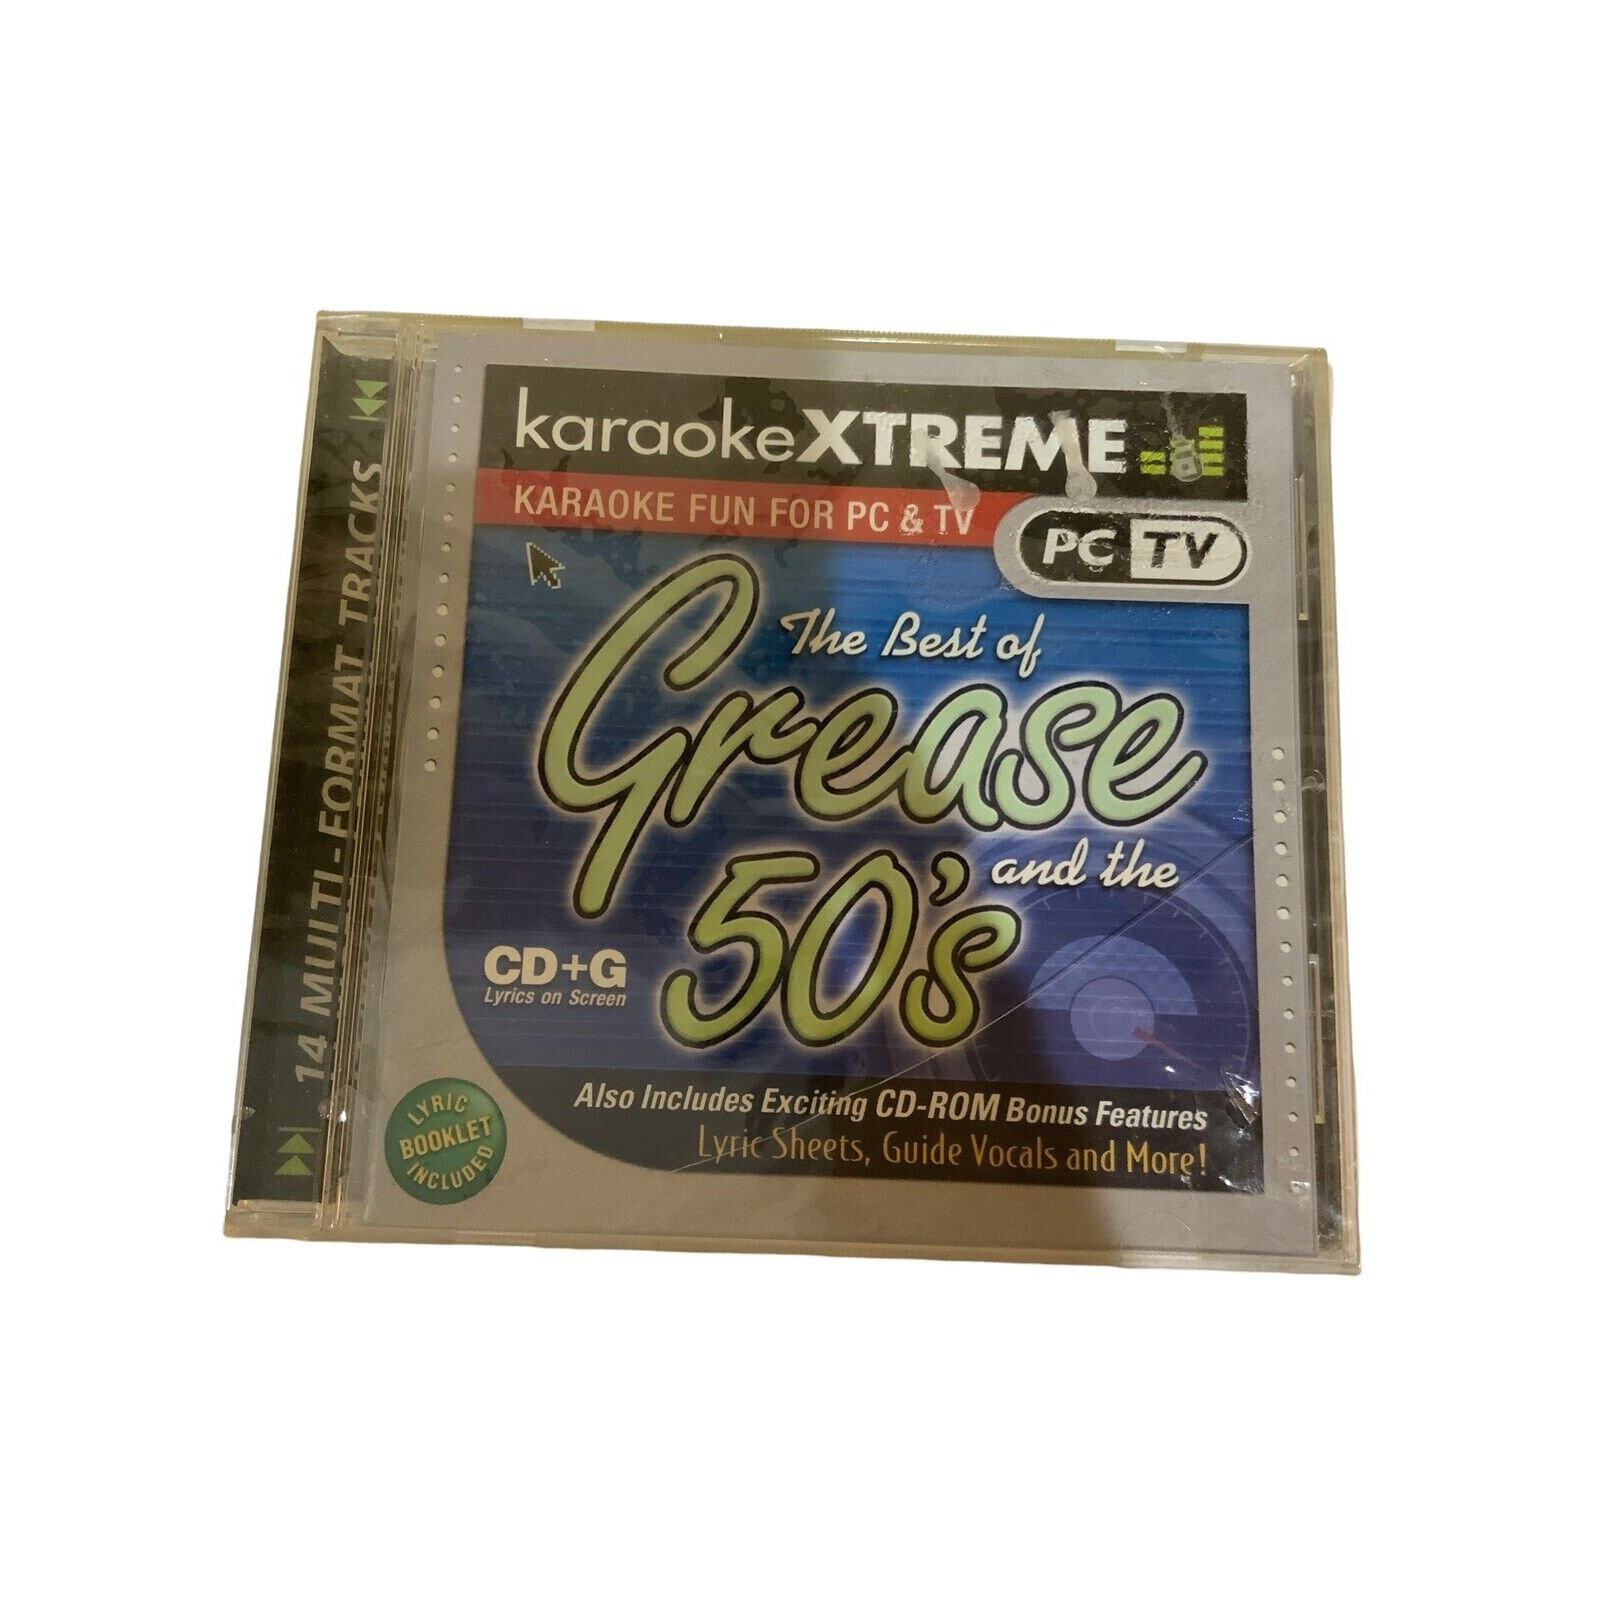 14 MULTI-FORMAT TRACKS
karaokeXTREME
KARAOKE FUN FOR PC & TV
PC TV
The Best of
Grease
and the
50's
CD+G
Lyrics on Screen
Also Includes Exciting CD-ROM Bonus Features
Lyric Sheets, Guide Vocals and More!
LYRIC
BOOKLET
INCLUDED